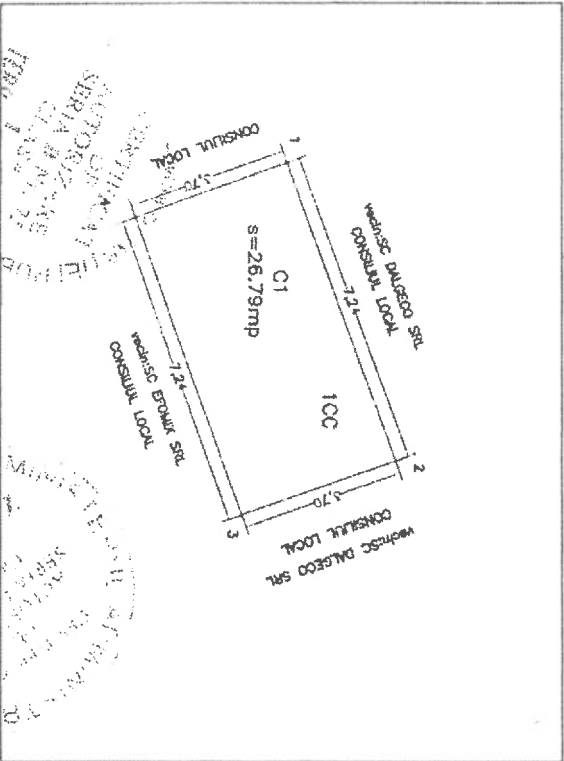 1
vecin:SC DALGECO SRL
CONSILIUL LOCAL
7,24
CONSILIUL LOCAL
3,70
C1
s=26.79mp
1CC
2
3,70
vecin:SC DALGECO SRL
CONSILIUL LOCAL
7,24
vecin:SC EFOMIX SRL
CONSILIUL LOCAL
3
4